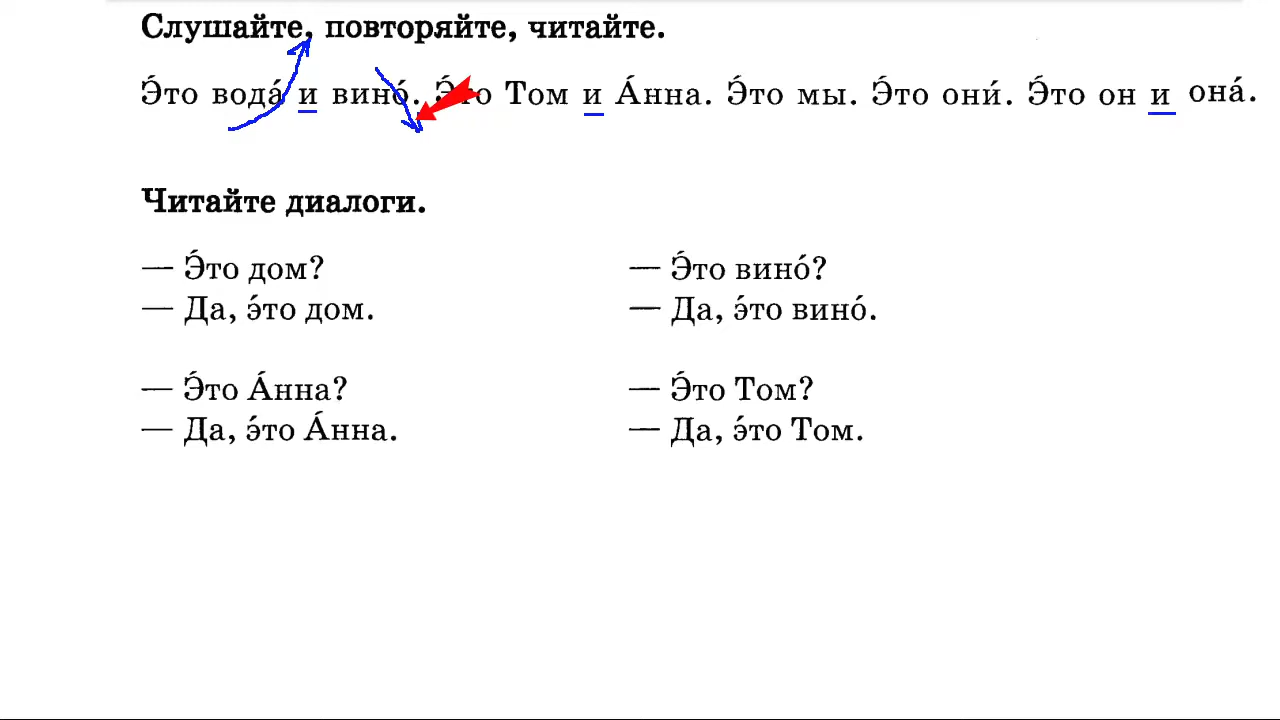 Слушайте, повторяйте, читайте.
Э́то вода́ и вино́. Э́то Том и А́нна. Э́то мы. Э́то они́. Э́то он и она́.
Читайте диалоги.
— Э́то дом?
— Да, э́то дом.
— Э́то вино́?
— Да, э́то вино́.
— Э́то А́нна?
— Да, э́то А́нна.
— Э́то Том?
— Да, э́то Том.